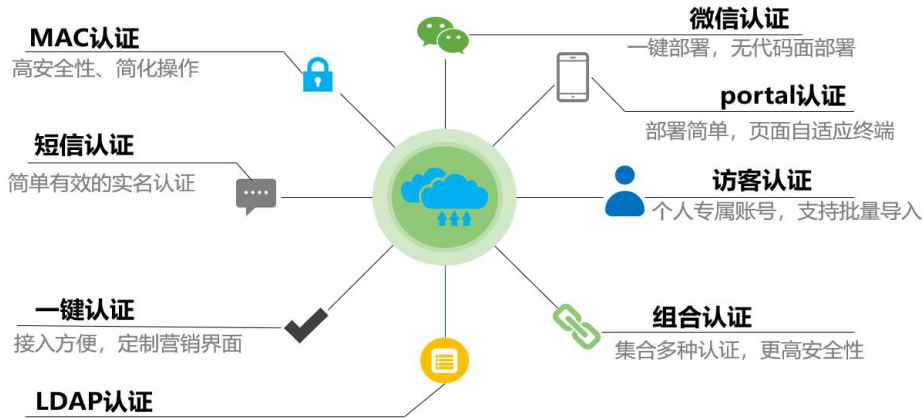 MAC认证
高安全性、简化操作
微信认证
一键部署，无代码面部署
portal认证
部署简单，页面自适应终端
短信认证
简单有效的实名认证
访客认证
个人专属账号，支持批量导入
一键认证
接入方便，定制营销界面
组合认证
集合多种认证，更高安全性
LDAP认证